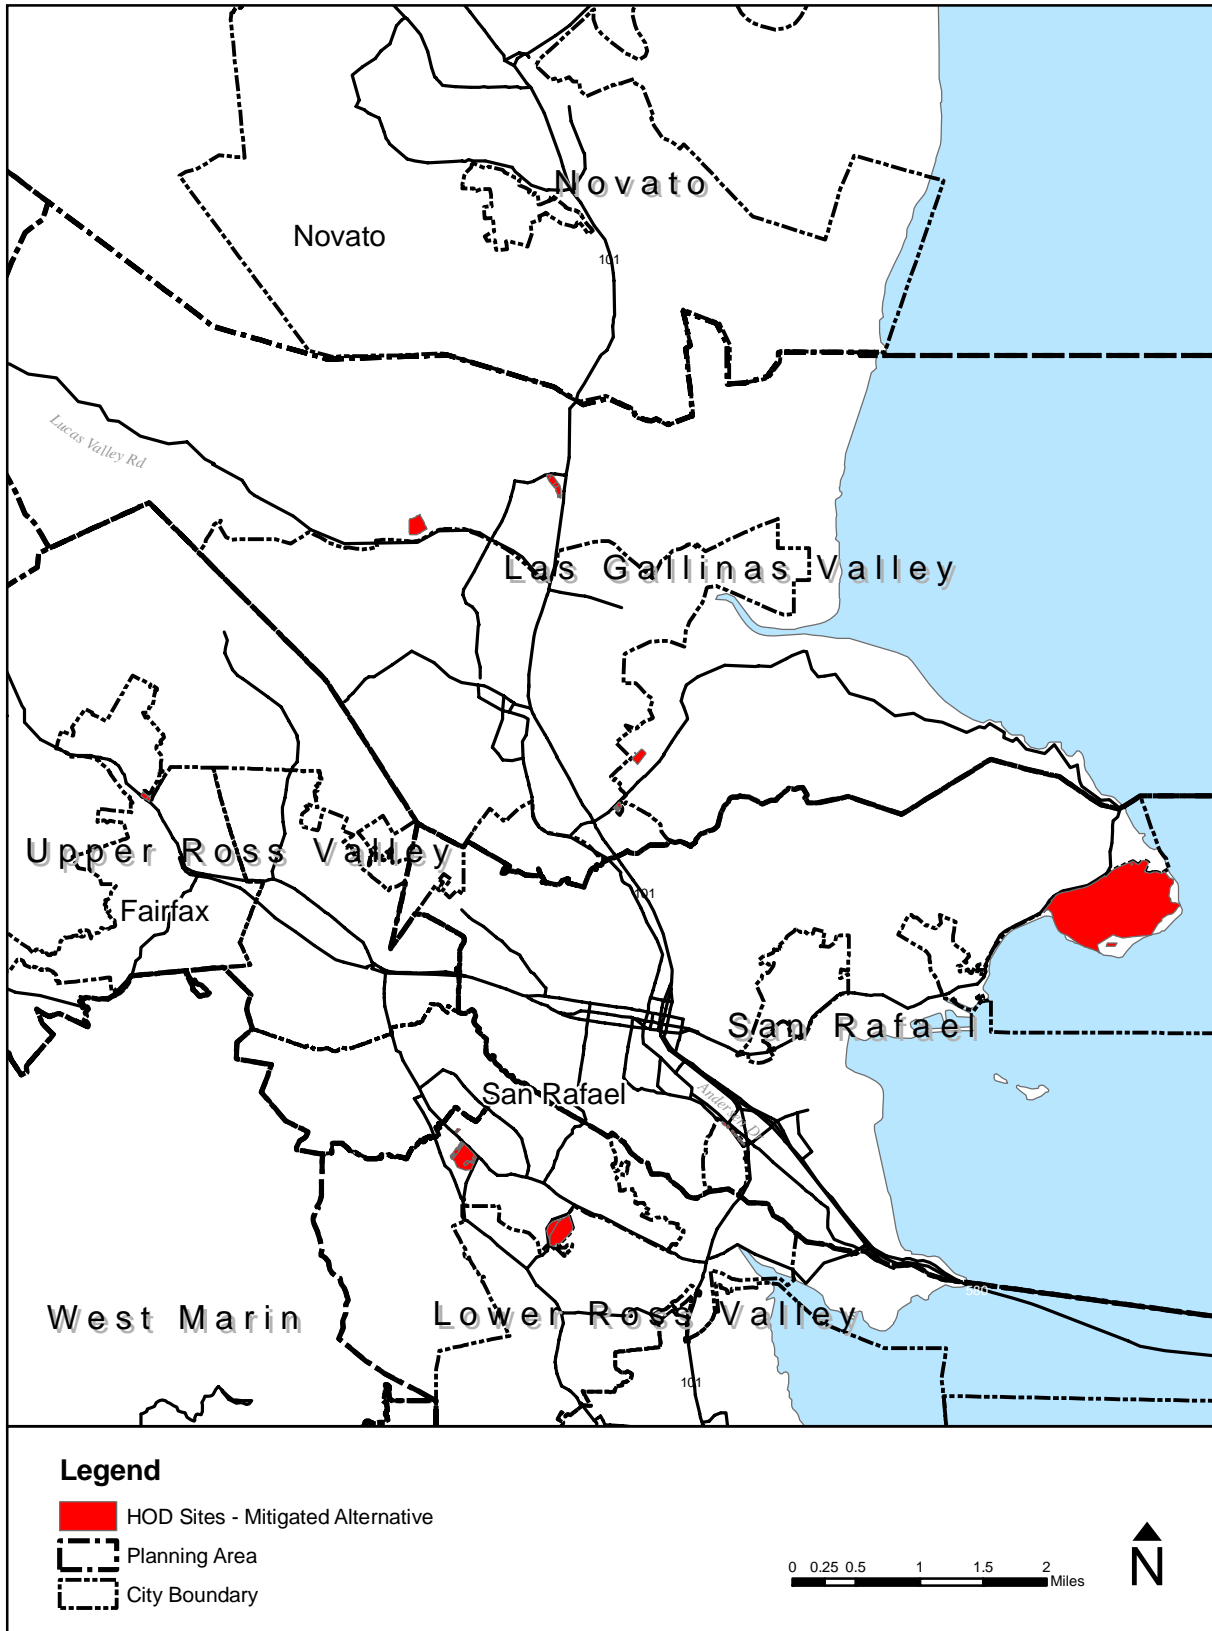 Novato
Novato
101
Lucas Valley Rd
Las Gallinas Valley
Upper Ross Valley
101
Fairfax
San Rafael
San Rafael
Andersen Dr
580
West Marin
Lower Ross Valley
101
Legend
HOD Sites - Mitigated Alternative
Planning Area
City Boundary
0 0.25 0.5 1 1.5 2
Miles
N